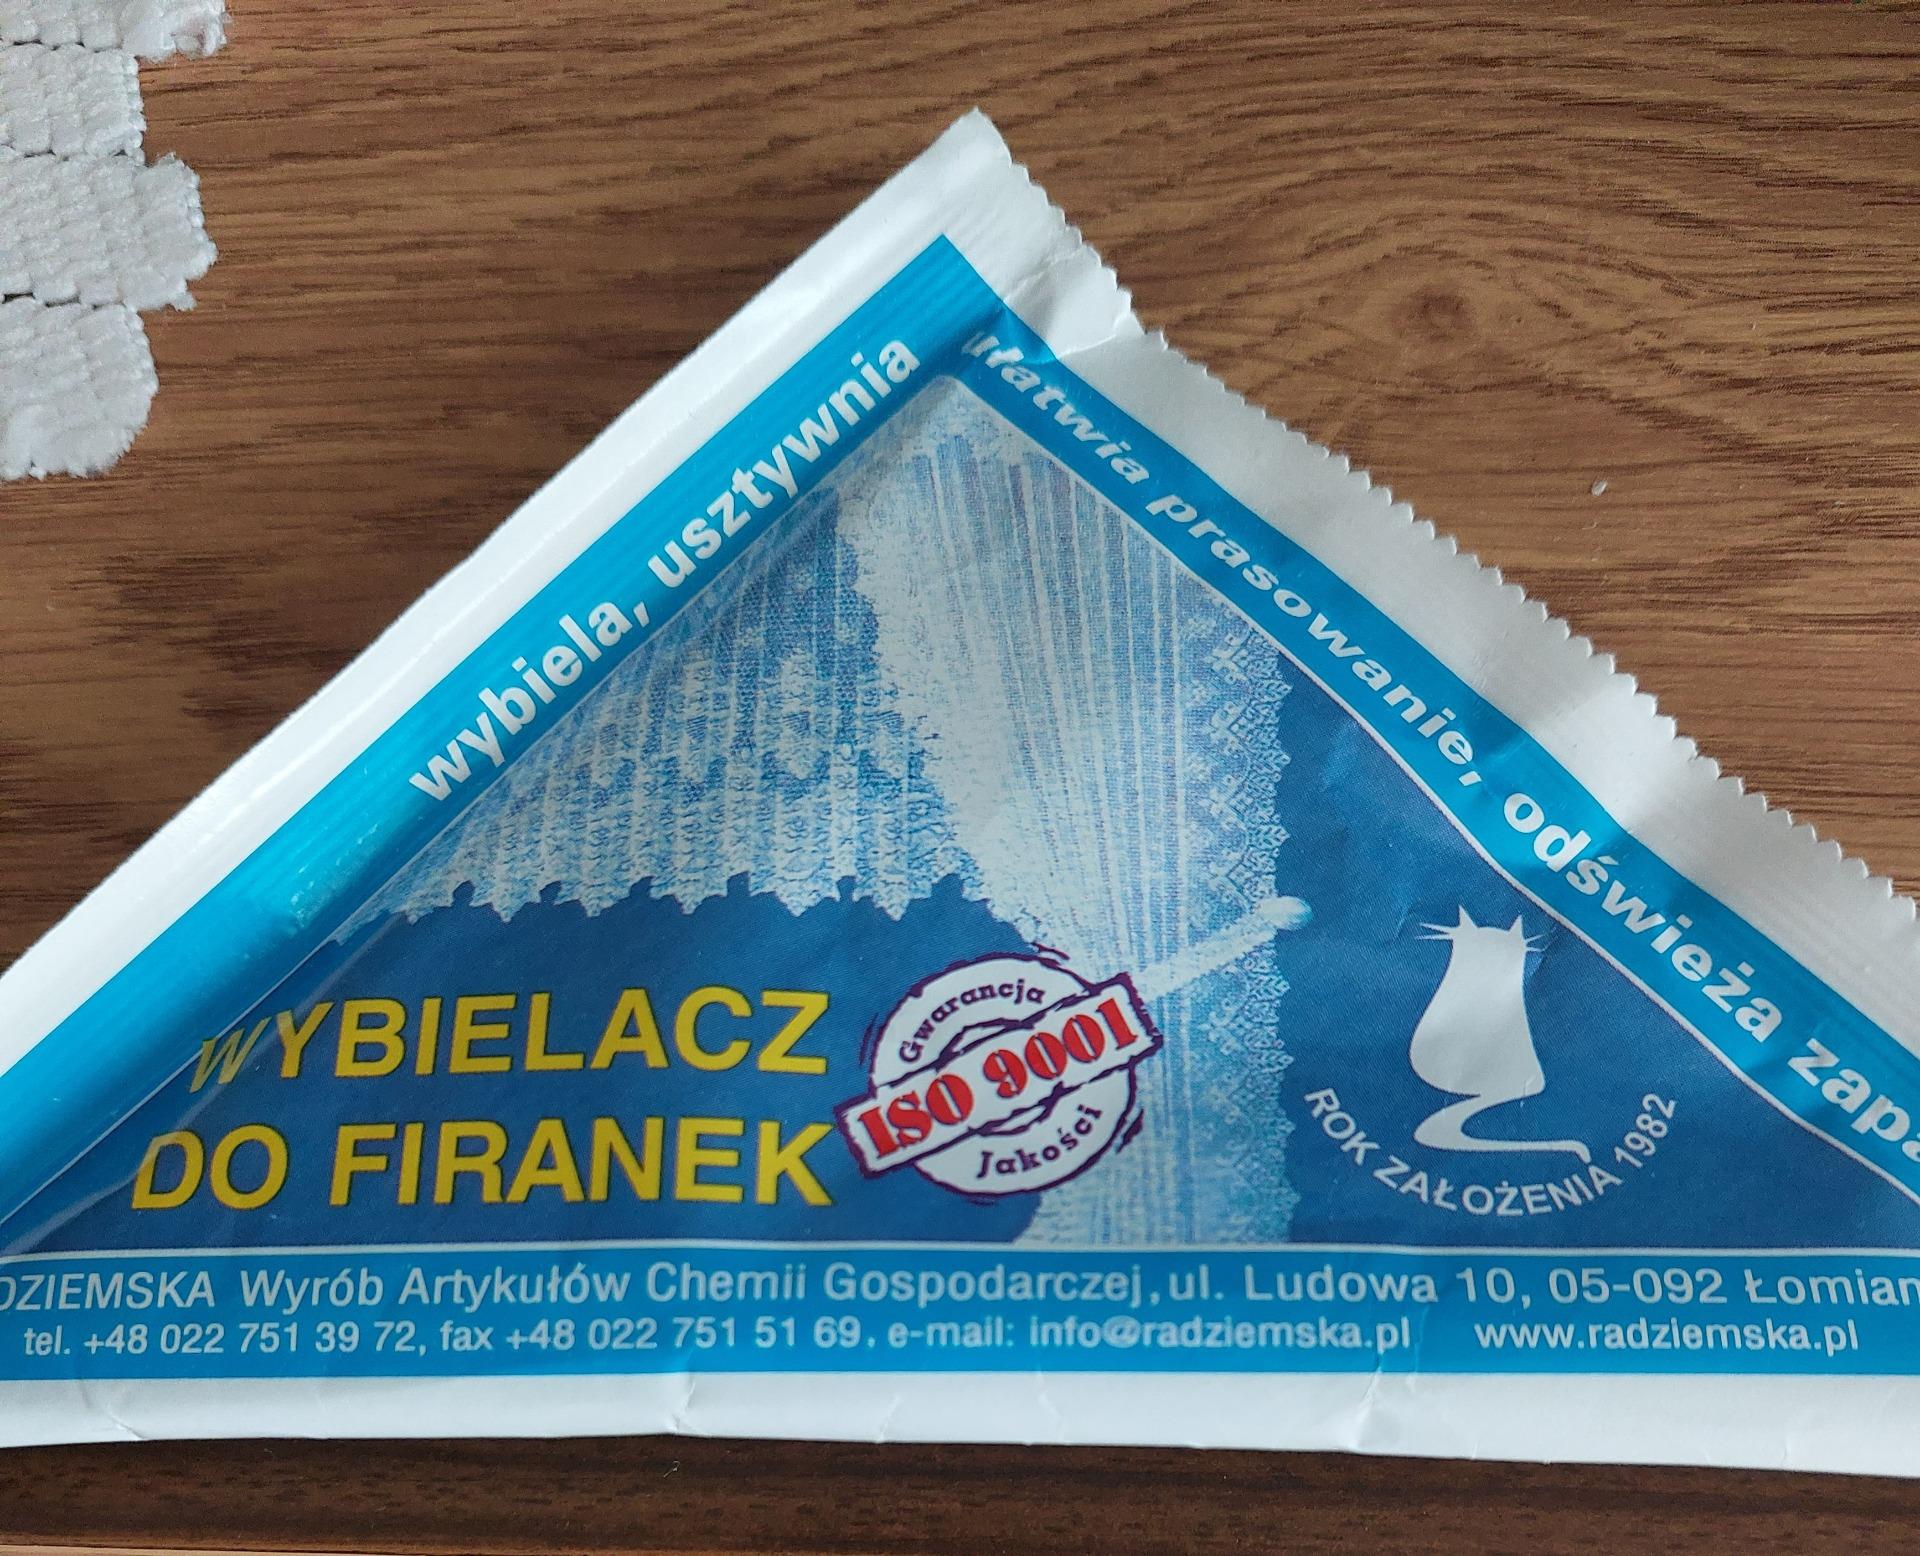 wybiela, usztywnia
ułatwia prasowanie, odświeża
WYBIELACZ
DO FIRANEK
Gwarancja
ISO 9001
Jakości
ROK ZAŁOŻENIA 1982
Wyrób Artykułów Chemii Gospodarczej, ul. Ludowa 10, 05-092
tel. +48 022 751 39 72, fax +48 022 751 51 69, e-mail: info@radziemska.pl www.radziemska.pl